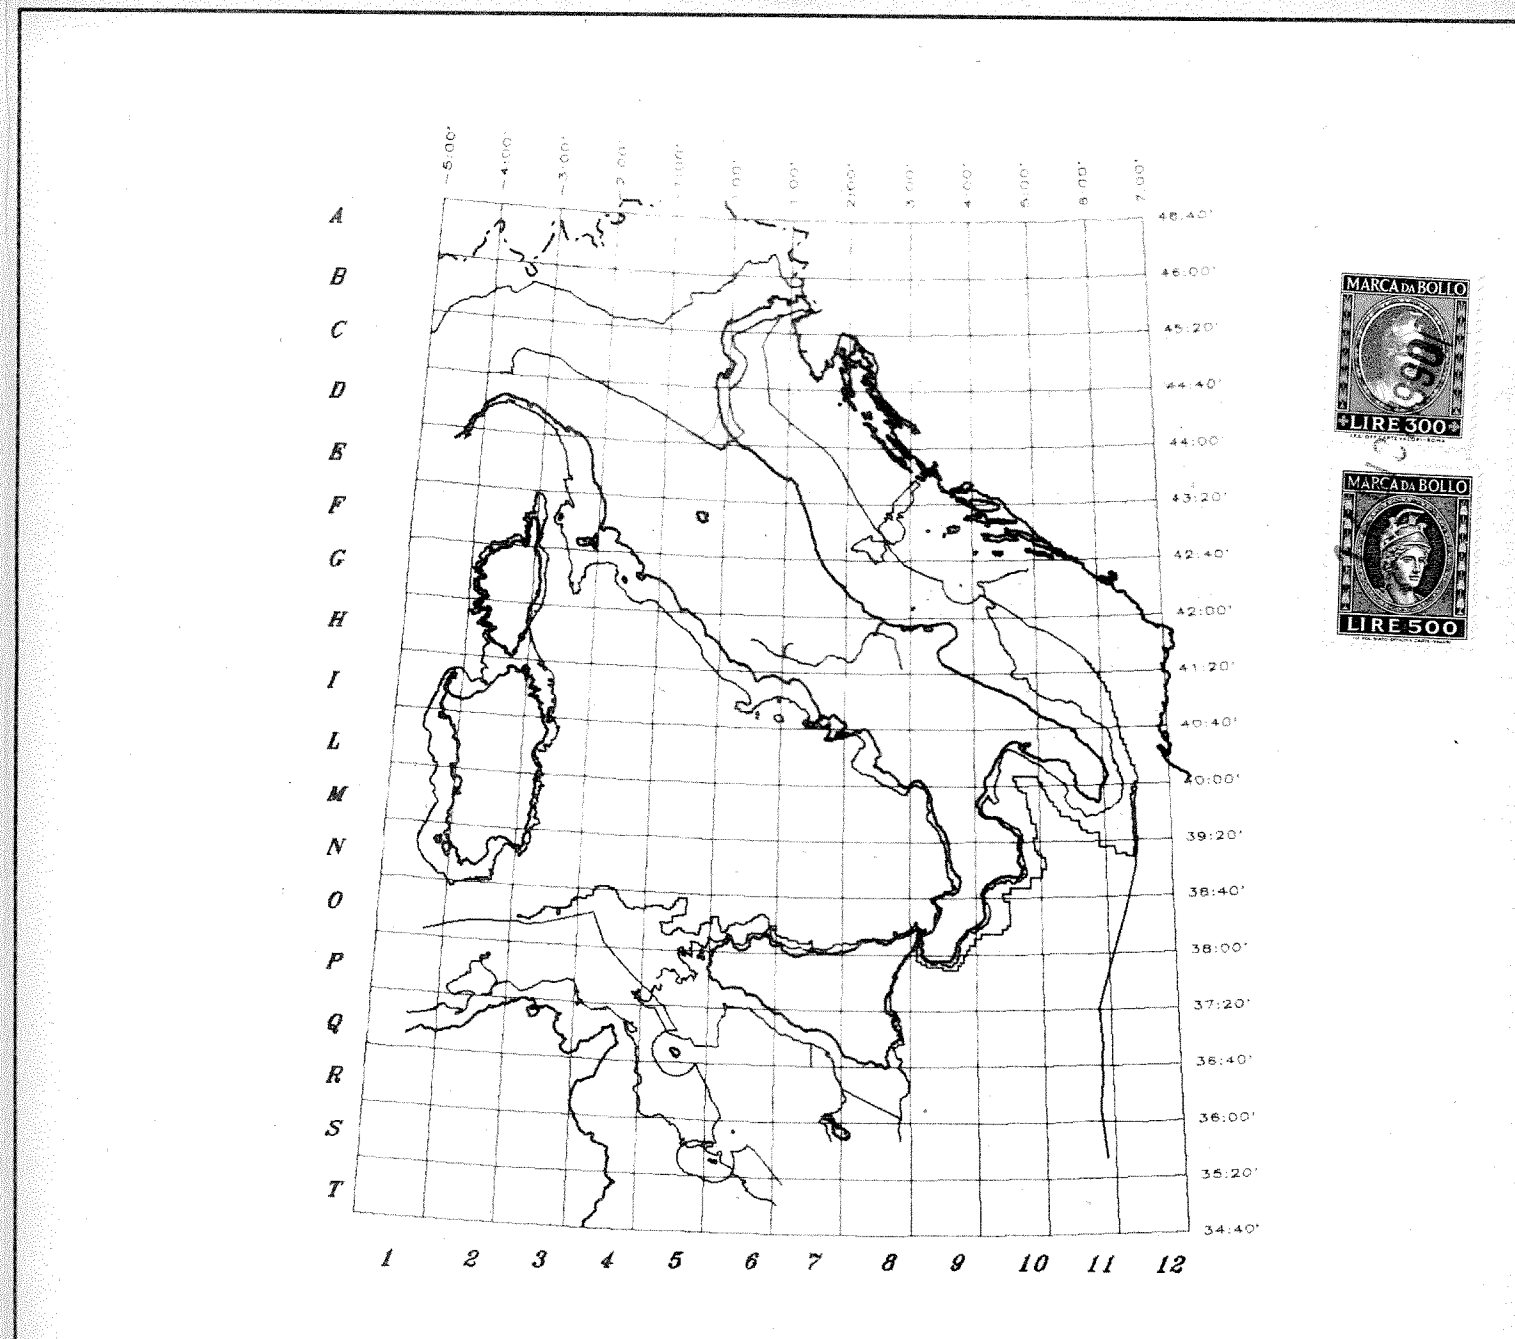 -5:00' -4:00' -3:00' -2:00' -1:00' :00' 1:00' 2:00' 3:00' 4:00' 5:00' 6:00' 7:00'
A 46:40'
B 46:00'
C 45:20'
D 44:40'
E 44:00'
F 43:20'
G 42:40'
H 42:00'
I 41:20'
L 40:40'
M 40:00'
N 39:20'
O 38:40'
P 38:00'
Q 37:20'
R 36:40'
S 36:00'
T 35:20'
34:40'
1 2 3 4 5 6 7 8 9 10 11 12
MARCA DA BOLLO
LIRE 300
MARCA DA BOLLO
LIRE 500